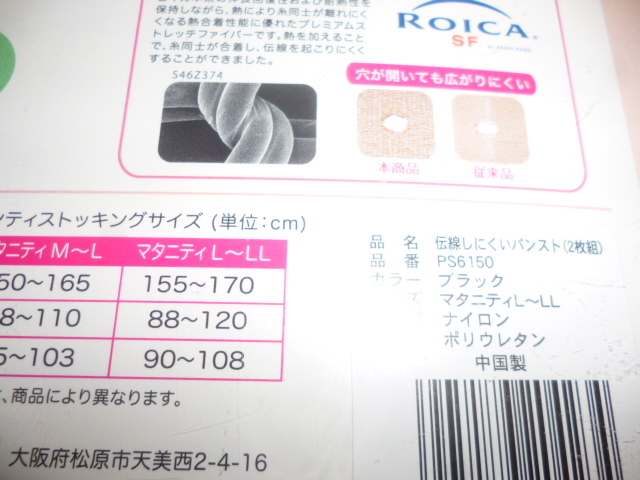 保持しながら、熱により糸同士が離れにく
くなる熱合着性能に優れたプレミアムス
トレッチファイバーです。熱を加えること
で、糸同士が合着し、伝線を起こりにくく
することができました。
ROICA
SF
S46Z374
穴が開いても広がりにくい
本商品
従来品
ンティストッキングサイズ (単位:cm)
タニティ M〜L
マタニティ L〜LL
50〜165
155〜170
8〜110
88〜120
5〜103
90〜108
、商品により異なります。
大阪府松原市天美西2-4-16
品 名 伝線しにくいパンスト(2枚組)
品 番 PS6150
カラー ブラック
ズ マタニティL〜LL
ナイロン
ポリウレタン
中国製